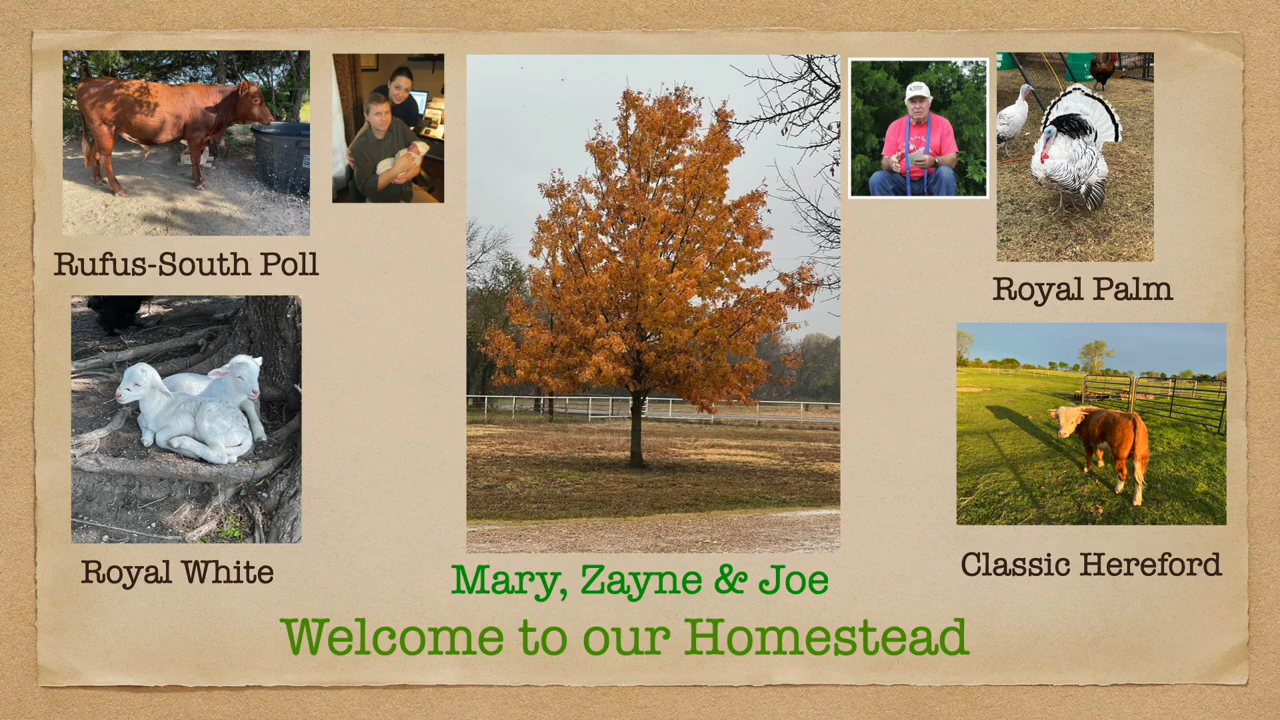 Rufus-South Poll
Royal Palm
Royal White
Classic Hereford
Mary, Zayne & Joe
Welcome to our Homestead